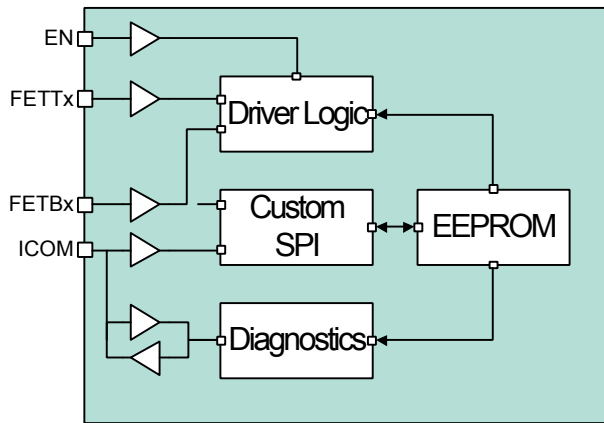 EN
FETTx
Driver Logic
FETBx
Custom
SPI
EEPROM
ICOM
Diagnostics